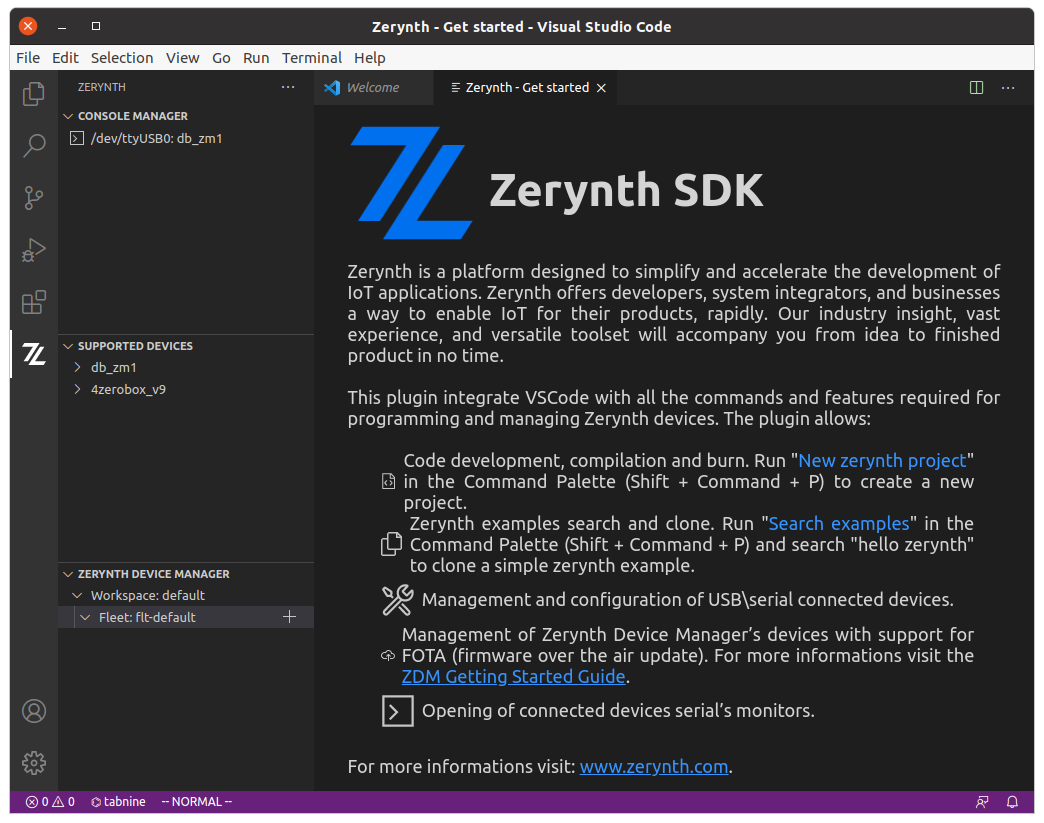 Zerynth - Get started - Visual Studio Code
File Edit Selection View Go Run Terminal Help
ZERYNTH
CONSOLE MANAGER
/dev/ttyUSB0: db_zm1
SUPPORTED DEVICES
db_zm1
4zerobox_v9
ZERYNTH DEVICE MANAGER
Workspace: default
Fleet: flt-default
Welcome
Zerynth - Get started
Zerynth SDK
Zerynth is a platform designed to simplify and accelerate the development of
IoT applications. Zerynth offers developers, system integrators, and businesses
a way to enable IoT for their products, rapidly. Our industry insight, vast
experience, and versatile toolset will accompany you from idea to finished
product in no time.
This plugin integrate VSCode with all the commands and features required for
programming and managing Zerynth devices. The plugin allows:
Code development, compilation and burn. Run "New zerynth project"
in the Command Palette (Shift + Command + P) to create a new
project.
Zerynth examples search and clone. Run "Search examples" in the
Command Palette (Shift + Command + P) and search "hello zerynth"
to clone a simple zerynth example.
Management and configuration of USB\serial connected devices.
Management of Zerynth Device Manager’s devices with support for
FOTA (firmware over the air update). For more informations visit the
ZDM Getting Started Guide.
Opening of connected devices serial’s monitors.
For more informations visit: www.zerynth.com.
0 0 tabnine -- NORMAL --